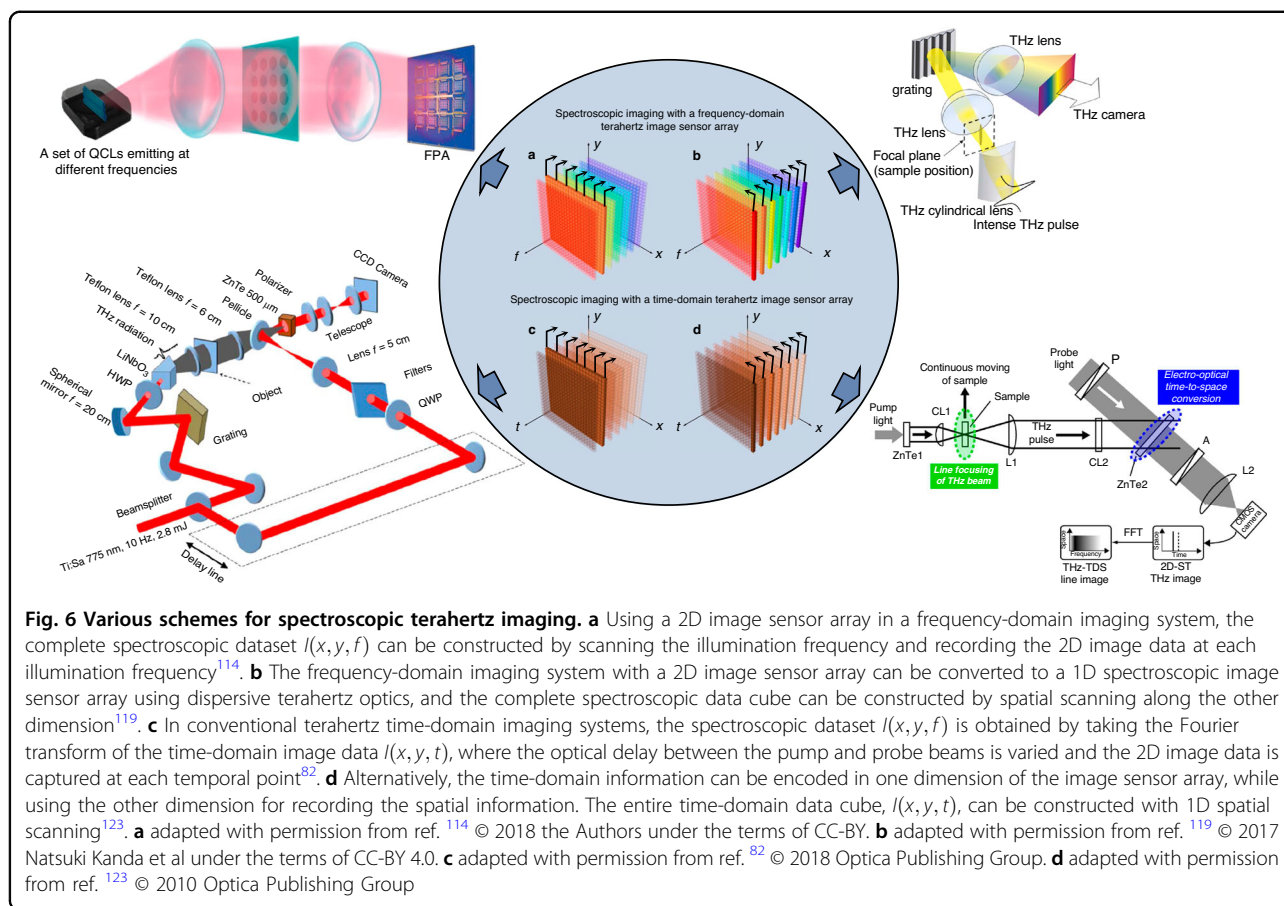 A set of QCLs emitting at
different frequencies
FPA
Spectroscopic imaging with a frequency-domain
terahertz image sensor array
a
y
f
x
b
y
f
x
Spectroscopic imaging with a time-domain terahertz image sensor array
c
y
t
x
d
y
t
x
THz lens
grating
THz camera
THz lens
Focal plane
(sample position)
THz cylindrical lens
Intense THz pulse
CCD Camera
Polarizer
ZnTe 500 μm
Pellicle
Teflon lens f = 6 cm
Teflon lens f = 10 cm
THz radiation
LiNbO3
HWP
Spherical
mirror f = 20 cm
Telescope
Lens f = 5 cm
Filters
QWP
Object
Grating
Beamsplitter
Ti:Sa 775 nm, 10 Hz, 2.8 mJ
Delay line
Probe
light
P
Electro-optical
time-to-space
conversion
Continuous moving
of sample
Sample
CL1
Pump
light
ZnTe1
Line focusing
of THz beam
L1
THz
pulse
CL2
ZnTe2
A
L2
CMOS
camera
Space
Time
2D-ST
THz image
FFT
Space
Frequency
THz-TDS
line image
Fig. 6 Various schemes for spectroscopic terahertz imaging. a Using a 2D image sensor array in a frequency-domain imaging system, the
complete spectroscopic dataset I(x, y, f) can be constructed by scanning the illumination frequency and recording the 2D image data at each
illumination frequency114. b The frequency-domain imaging system with a 2D image sensor array can be converted to a 1D spectroscopic image
sensor array using dispersive terahertz optics, and the complete spectroscopic data cube can be constructed by spatial scanning along the other
dimension119. c In conventional terahertz time-domain imaging systems, the spectroscopic dataset I(x, y, f) is obtained by taking the Fourier
transform of the time-domain image data I(x, y, t), where the optical delay between the pump and probe beams is varied and the 2D image data is
captured at each temporal point82. d Alternatively, the time-domain information can be encoded in one dimension of the image sensor array, while
using the other dimension for recording the spatial information. The entire time-domain data cube, I(x, y, t), can be constructed with 1D spatial
scanning123. a adapted with permission from ref. 114 © 2018 the Authors under the terms of CC-BY. b adapted with permission from ref. 119 © 2017
Natsuki Kanda et al under the terms of CC-BY 4.0. c adapted with permission from ref. 82 © 2018 Optica Publishing Group. d adapted with permission
from ref. 123 © 2010 Optica Publishing Group